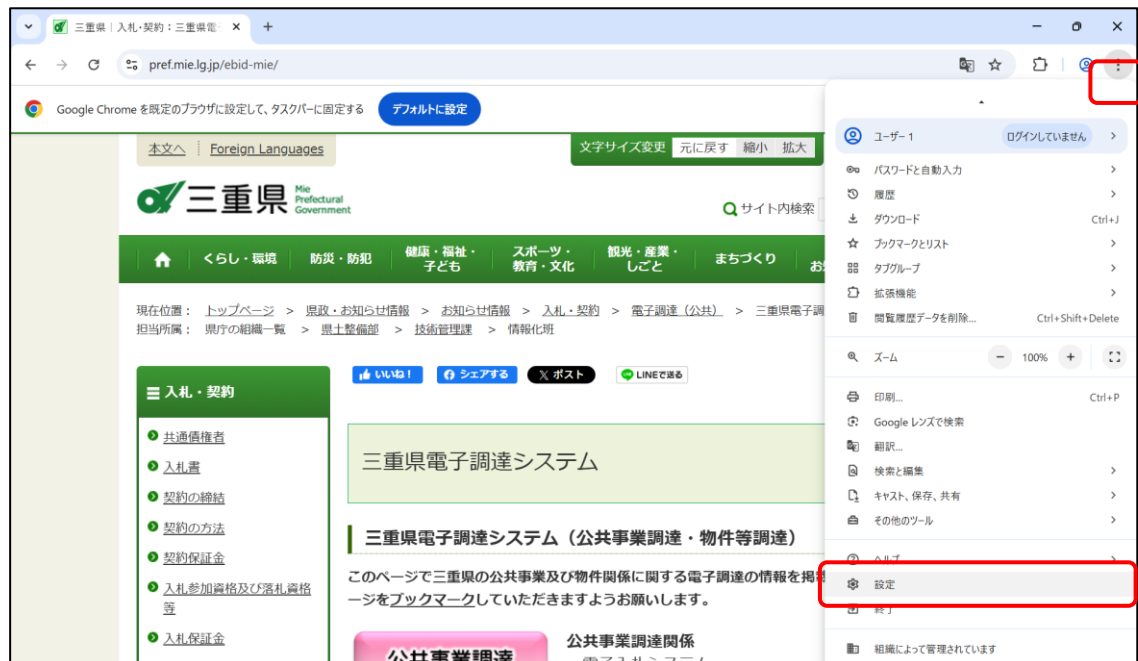 三重県｜入札・契約：三重県電
pref.mie.lg.jp/ebid-mie/
Google Chrome を既定のブラウザに設定して、タスクバーに固定する
デフォルトに設定
本文へ
Foreign Languages
文字サイズ変更 元に戻す 縮小 拡大
三重県 Mie Prefectural Government
サイト内検索
くらし・環境
防災・防犯
健康・福祉・
子ども
スポーツ・
教育・文化
観光・産業・
しごと
まちづくり
現在位置： トップページ > 県政・お知らせ情報 > お知らせ情報 > 入札・契約 > 電子調達（公共） > 三重県電子調
担当所属： 県庁の組織一覧 > 県土整備部 > 技術管理課 > 情報化班
いいね！ シェアする ポスト LINEで送る
入札・契約
共通債権者
入札書
契約の締結
契約の方法
契約保証金
入札参加資格及び落札資格
等
入札保証金
三重県電子調達システム
三重県電子調達システム（公共事業調達・物件等調達）
このページで三重県の公共事業及び物件関係に関する電子調達の情報を掲
ージをブックマークしていただきますようお願いします。
公共事業調達
公共事業調達関係
電子入札システム
ユーザー 1 ログインしていません
パスワードと自動入力
履歴
ダウンロード Ctrl+J
ブックマークとリスト
タブグループ
拡張機能
閲覧履歴データを削除... Ctrl+Shift+Delete
ズーム − 100% +
印刷... Ctrl+P
Google レンズで検索
翻訳...
検索と編集
キャスト、保存、共有
その他のツール
ヘルプ
設定
終了
組織によって管理されています